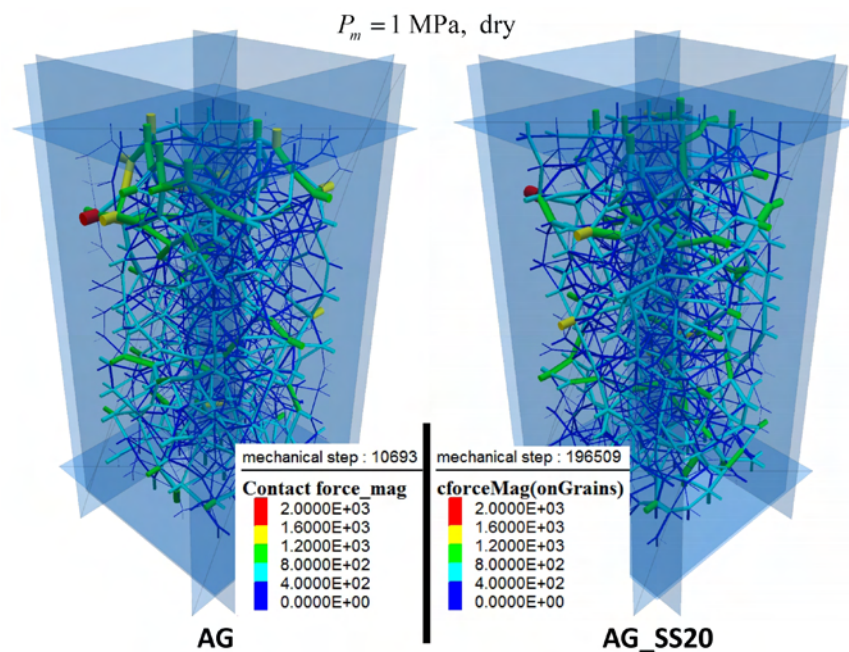 P_m = 1 MPa, dry
mechanical step : 10693
Contact force_mag
2.0000E+03
1.6000E+03
1.2000E+03
8.0000E+02
4.0000E+02
0.0000E+00
AG
mechanical step : 196509
cforceMag(onGrains)
2.0000E+03
1.6000E+03
1.2000E+03
8.0000E+02
4.0000E+02
0.0000E+00
AG_SS20